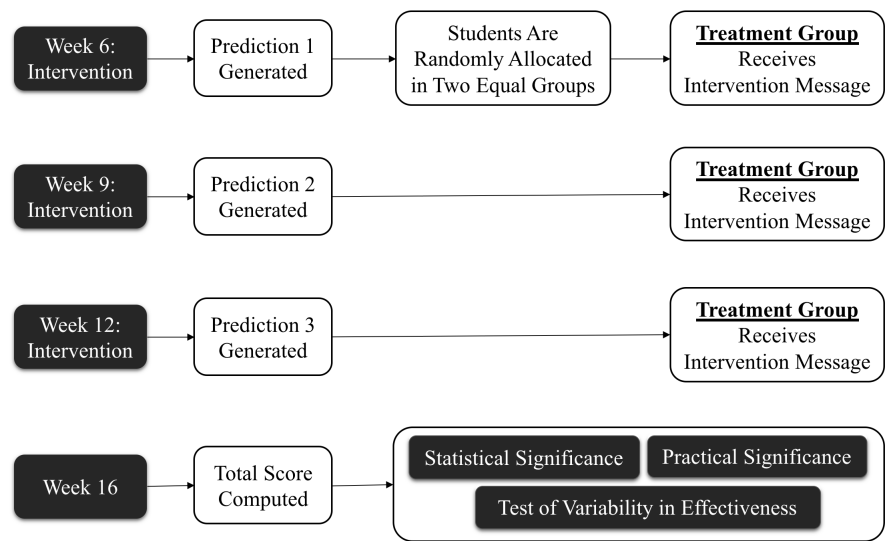 Week 6:
Intervention
Prediction 1
Generated
Students Are
Randomly Allocated
in Two Equal Groups
Treatment Group
Receives
Intervention Message
Week 9:
Intervention
Prediction 2
Generated
Treatment Group
Receives
Intervention Message
Week 12:
Intervention
Prediction 3
Generated
Treatment Group
Receives
Intervention Message
Week 16
Total Score
Computed
Statistical Significance
Practical Significance
Test of Variability in Effectiveness